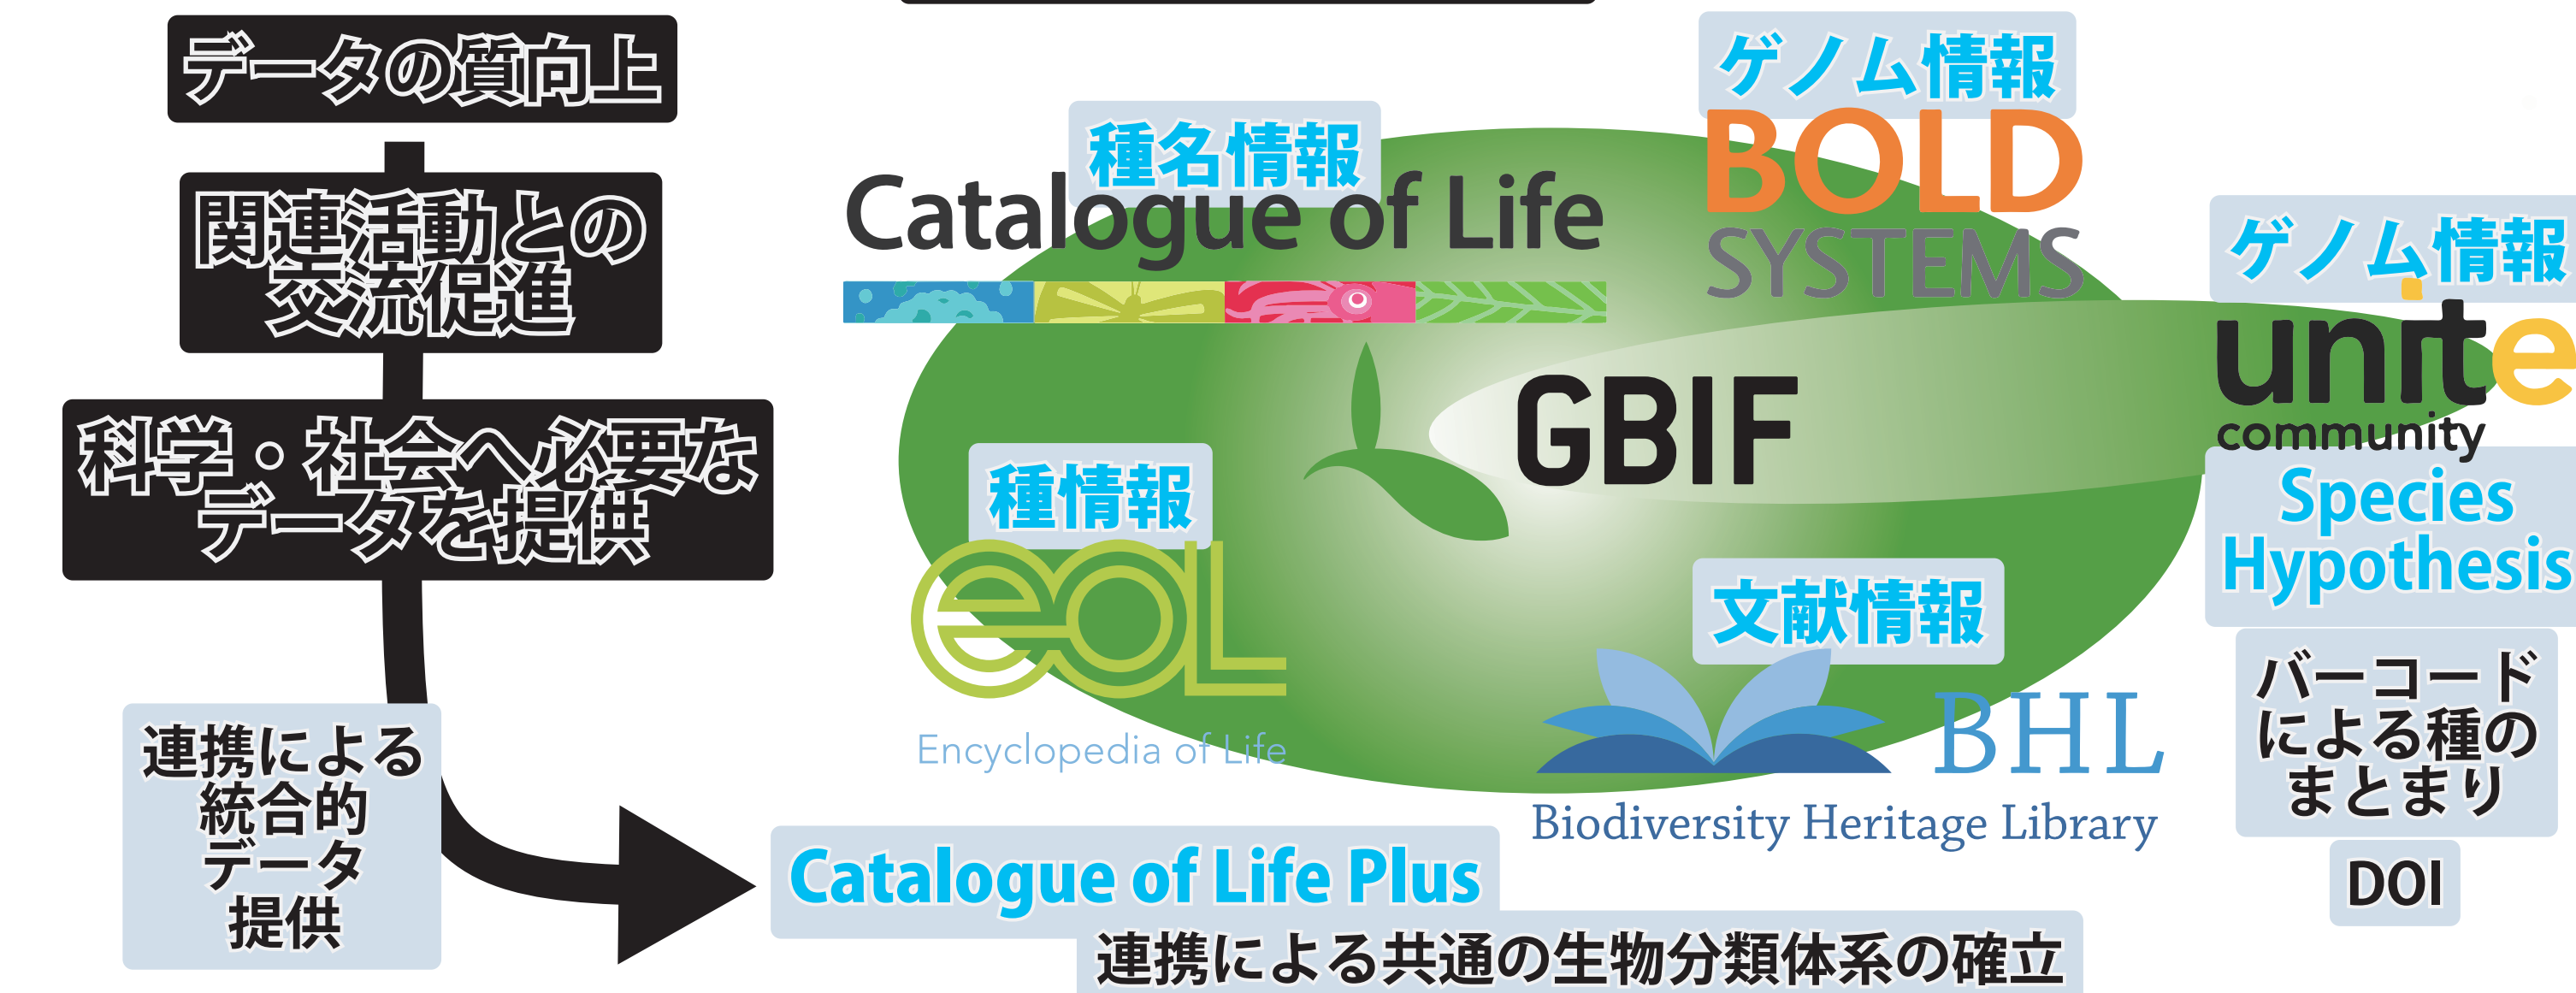 データの質向上
関連活動との
交流促進
科学・社会へ必要な
データを提供
連携による
統合的
データ
提供
種名情報
Catalogue of Life
ゲノム情報
BOLD
SYSTEMS
ゲノム情報
unite
community
Species
Hypothesis
バーコード
による種の
まとまり
DOI
GBIF
種情報
eOL
Encyclopedia of Life
文献情報
BHL
Biodiversity Heritage Library
Catalogue of Life Plus
連携による共通の生物分類体系の確立